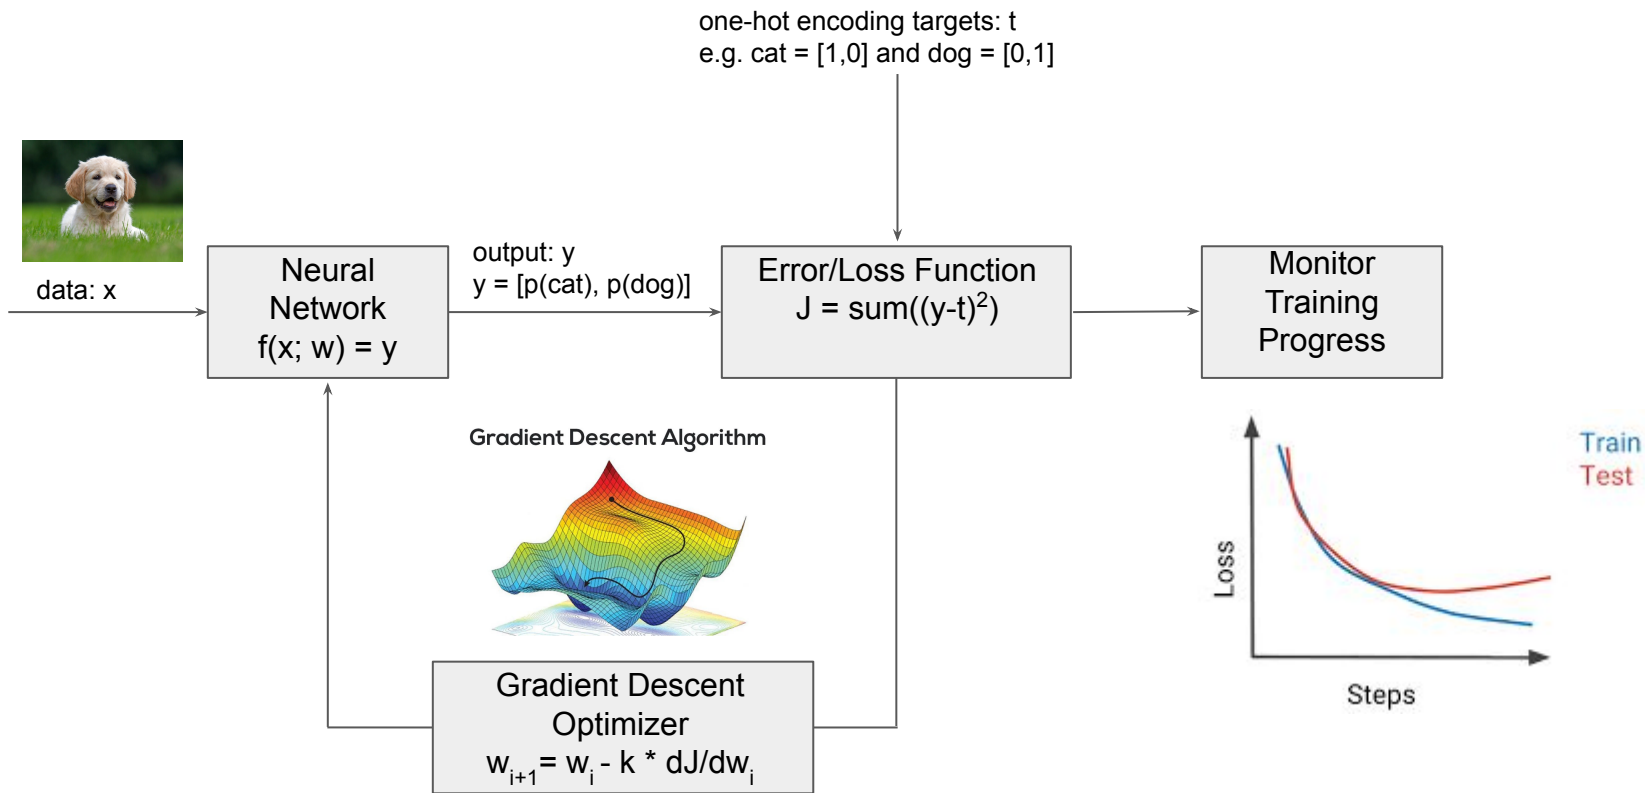 one-hot encoding targets: t
e.g. cat = [1,0] and dog = [0,1]
data: x
Neural
Network
f(x; w) = y
output: y
y = [p(cat), p(dog)]
Error/Loss Function
J = sum((y-t)²)
Monitor
Training
Progress
Gradient Descent Algorithm
Gradient Descent
Optimizer
wᵢ₊₁= wᵢ - k * dJ/dwᵢ
Train
Test
Loss
Steps